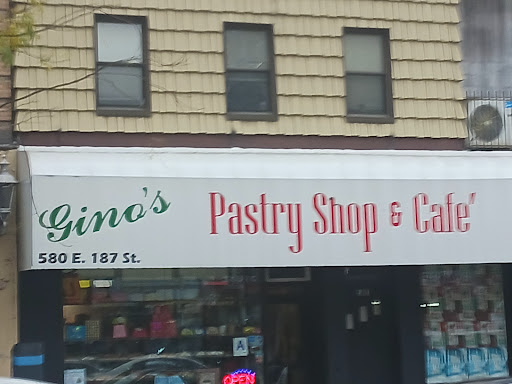 Gino's Pastry Shop & Cafe'
580 E. 187 St.
A
OPEN